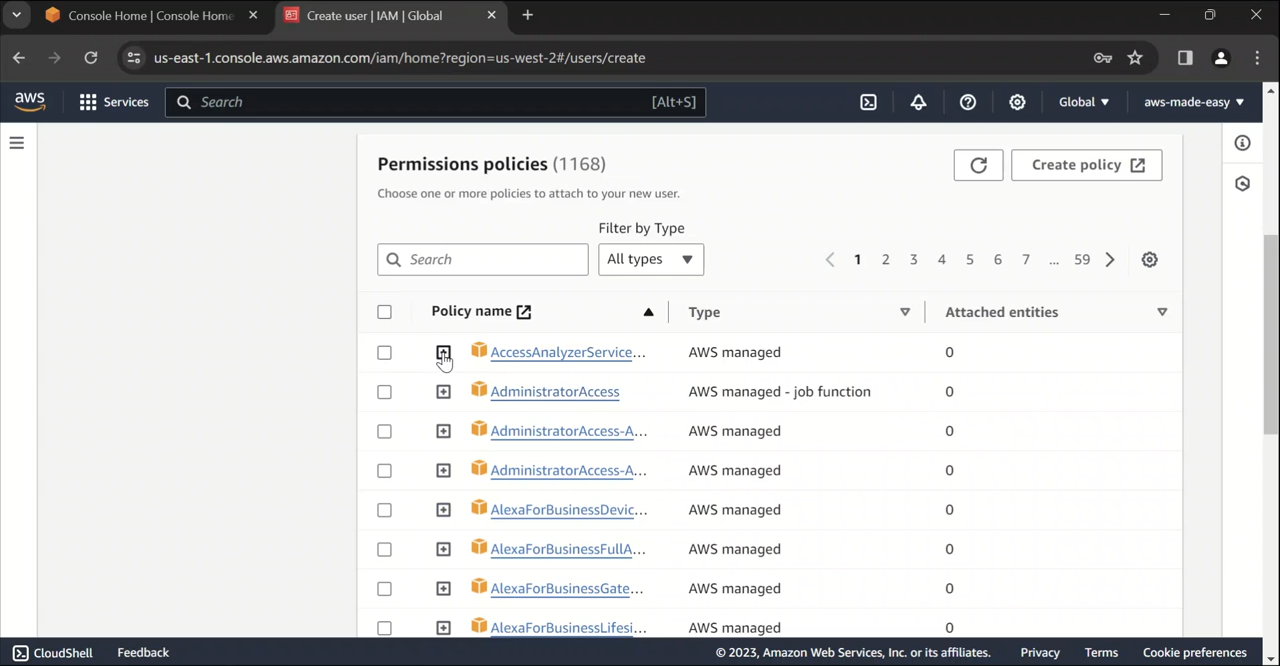 Console Home | Console Home
Create user | IAM | Global
us-east-1.console.aws.amazon.com/iam/home?region=us-west-2#/users/create
aws
Services
Search
[Alt+S]
Global
aws-made-easy
Permissions policies (1168)
Create policy
Choose one or more policies to attach to your new user.
Filter by Type
Search
All types
1 2 3 4 5 6 7 ... 59
Policy name Type Attached entities
AccessAnalyzerService... AWS managed 0
AdministratorAccess AWS managed - job function 0
AdministratorAccess-A... AWS managed 0
AdministratorAccess-A... AWS managed 0
AlexaForBusinessDevic... AWS managed 0
AlexaForBusinessFullA... AWS managed 0
AlexaForBusinessGate... AWS managed 0
AlexaForBusinessLifesi... AWS managed 0
CloudShell Feedback © 2023, Amazon Web Services, Inc. or its affiliates. Privacy Terms Cookie preferences